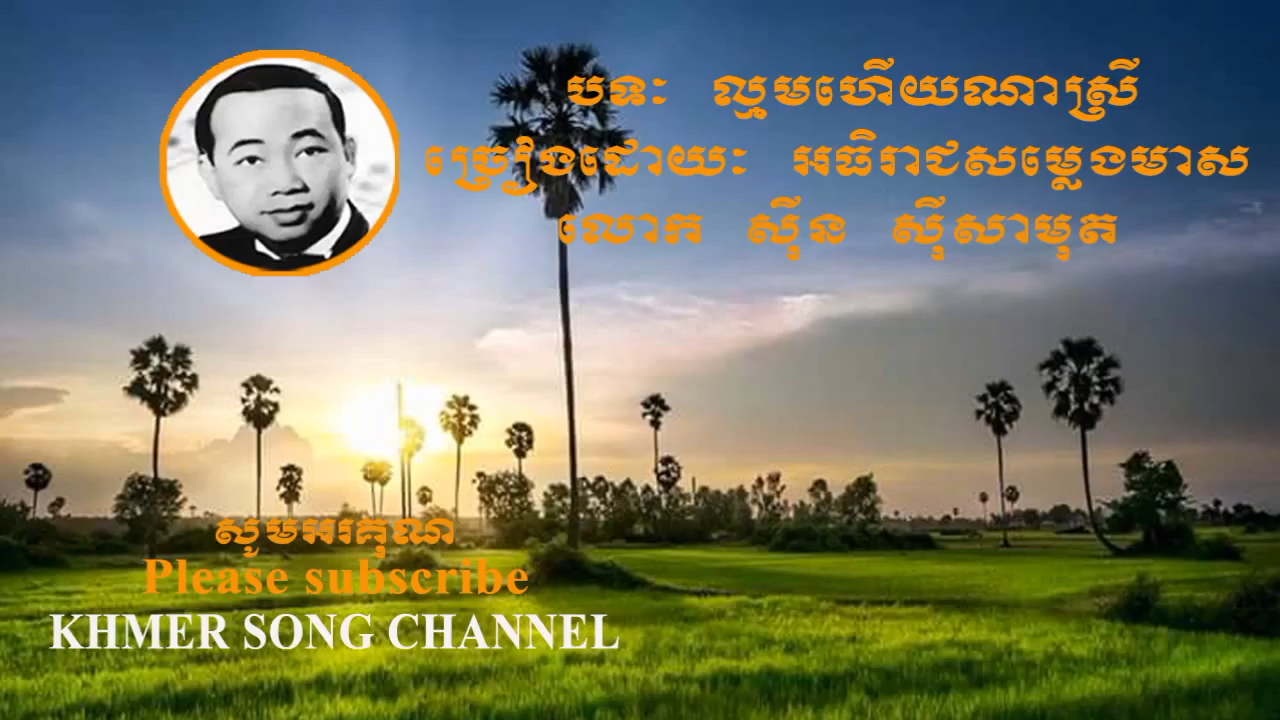 បទៈ ល្មមហើយណាស្រី
ច្រៀងដោយៈ អធិរាជសម្លេងមាស
លោក ស៊ីន ស៊ីសាមុត
សូមអរគុណ
Please subscribe
KHMER SONG CHANNEL